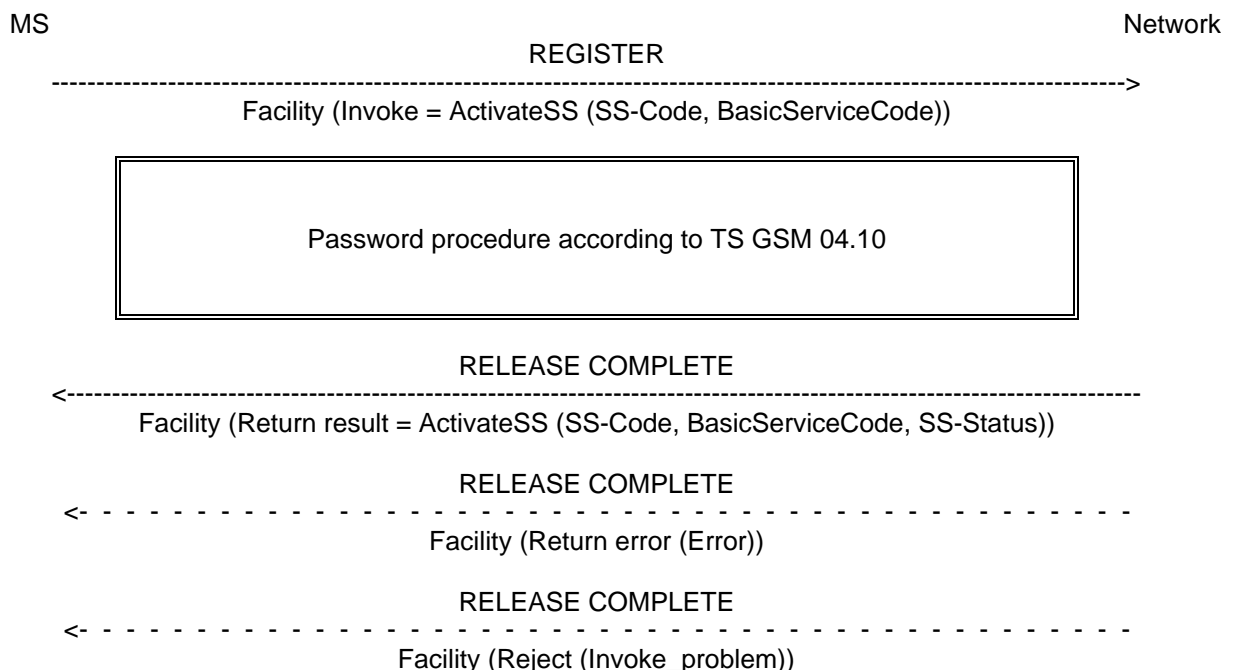 MS Network
REGISTER
Facility (Invoke = ActivateSS (SS-Code, BasicServiceCode))
Password procedure according to TS GSM 04.10
RELEASE COMPLETE
Facility (Return result = ActivateSS (SS-Code, BasicServiceCode, SS-Status))
RELEASE COMPLETE
Facility (Return error (Error))
RELEASE COMPLETE
Facility (Reject (Invoke_problem))